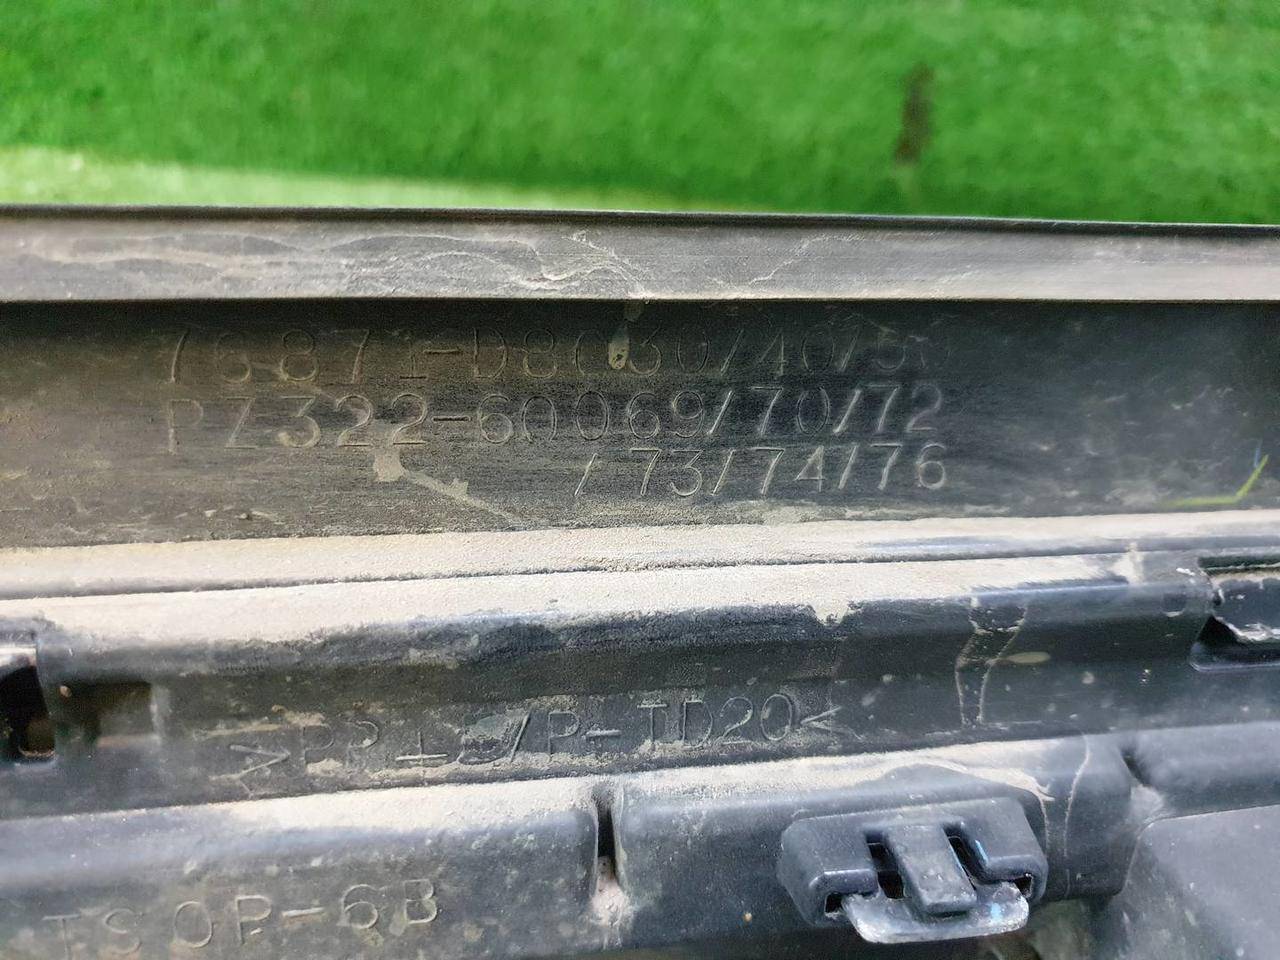 76871-D8030/40/50
PZ322-60069/70/72
/73/74/76
>PP+E/P-TD20<
TSOP-6B